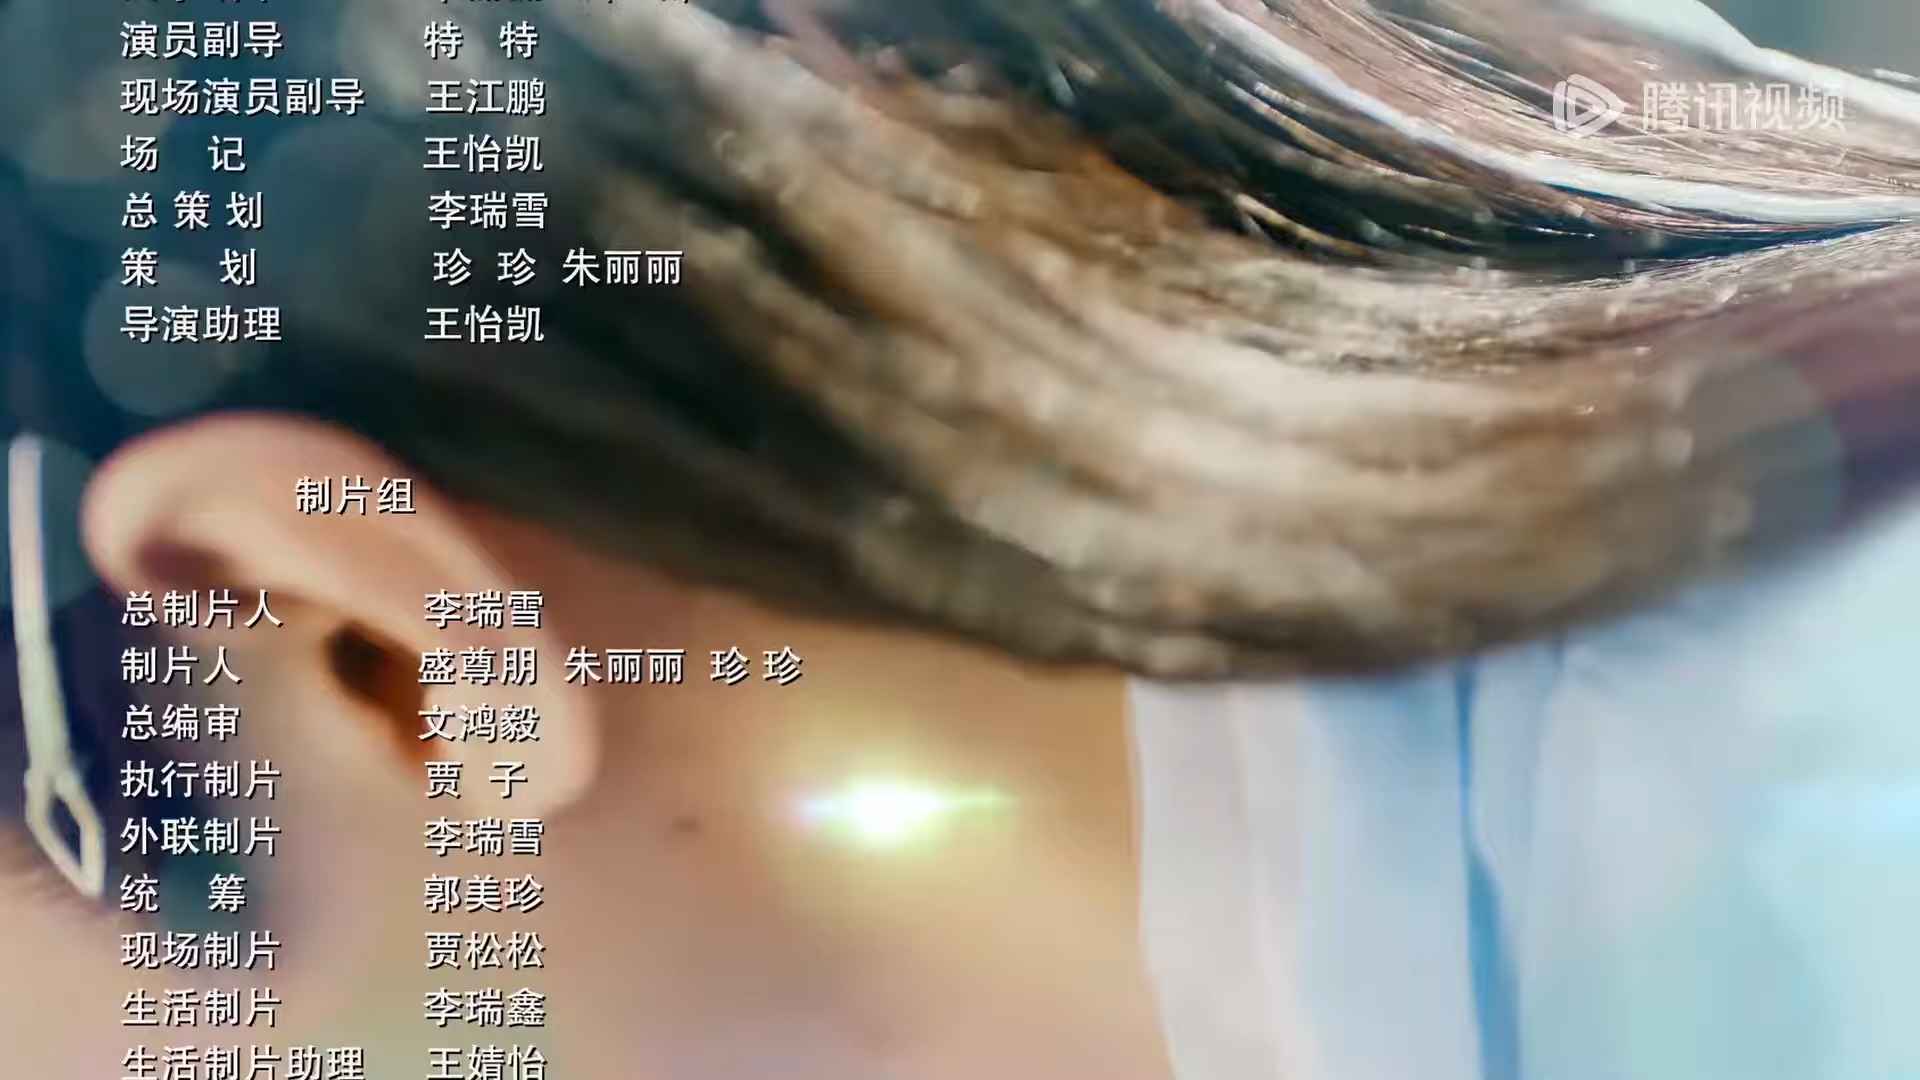 演员副导 特 特
腾讯视频
现场演员副导 王江鹏
场 记 王怡凯
总 策 划 李瑞雪
策 划 珍 珍 朱丽丽
导演助理 王怡凯
制片组
总制片人 李瑞雪
制片人 盛尊朋 朱丽丽 珍 珍
总编审 文鸿毅
执行制片 贾 子
外联制片 李瑞雪
统 筹 郭美珍
现场制片 贾松松
生活制片 李瑞鑫
生活制片助理 王婧怡